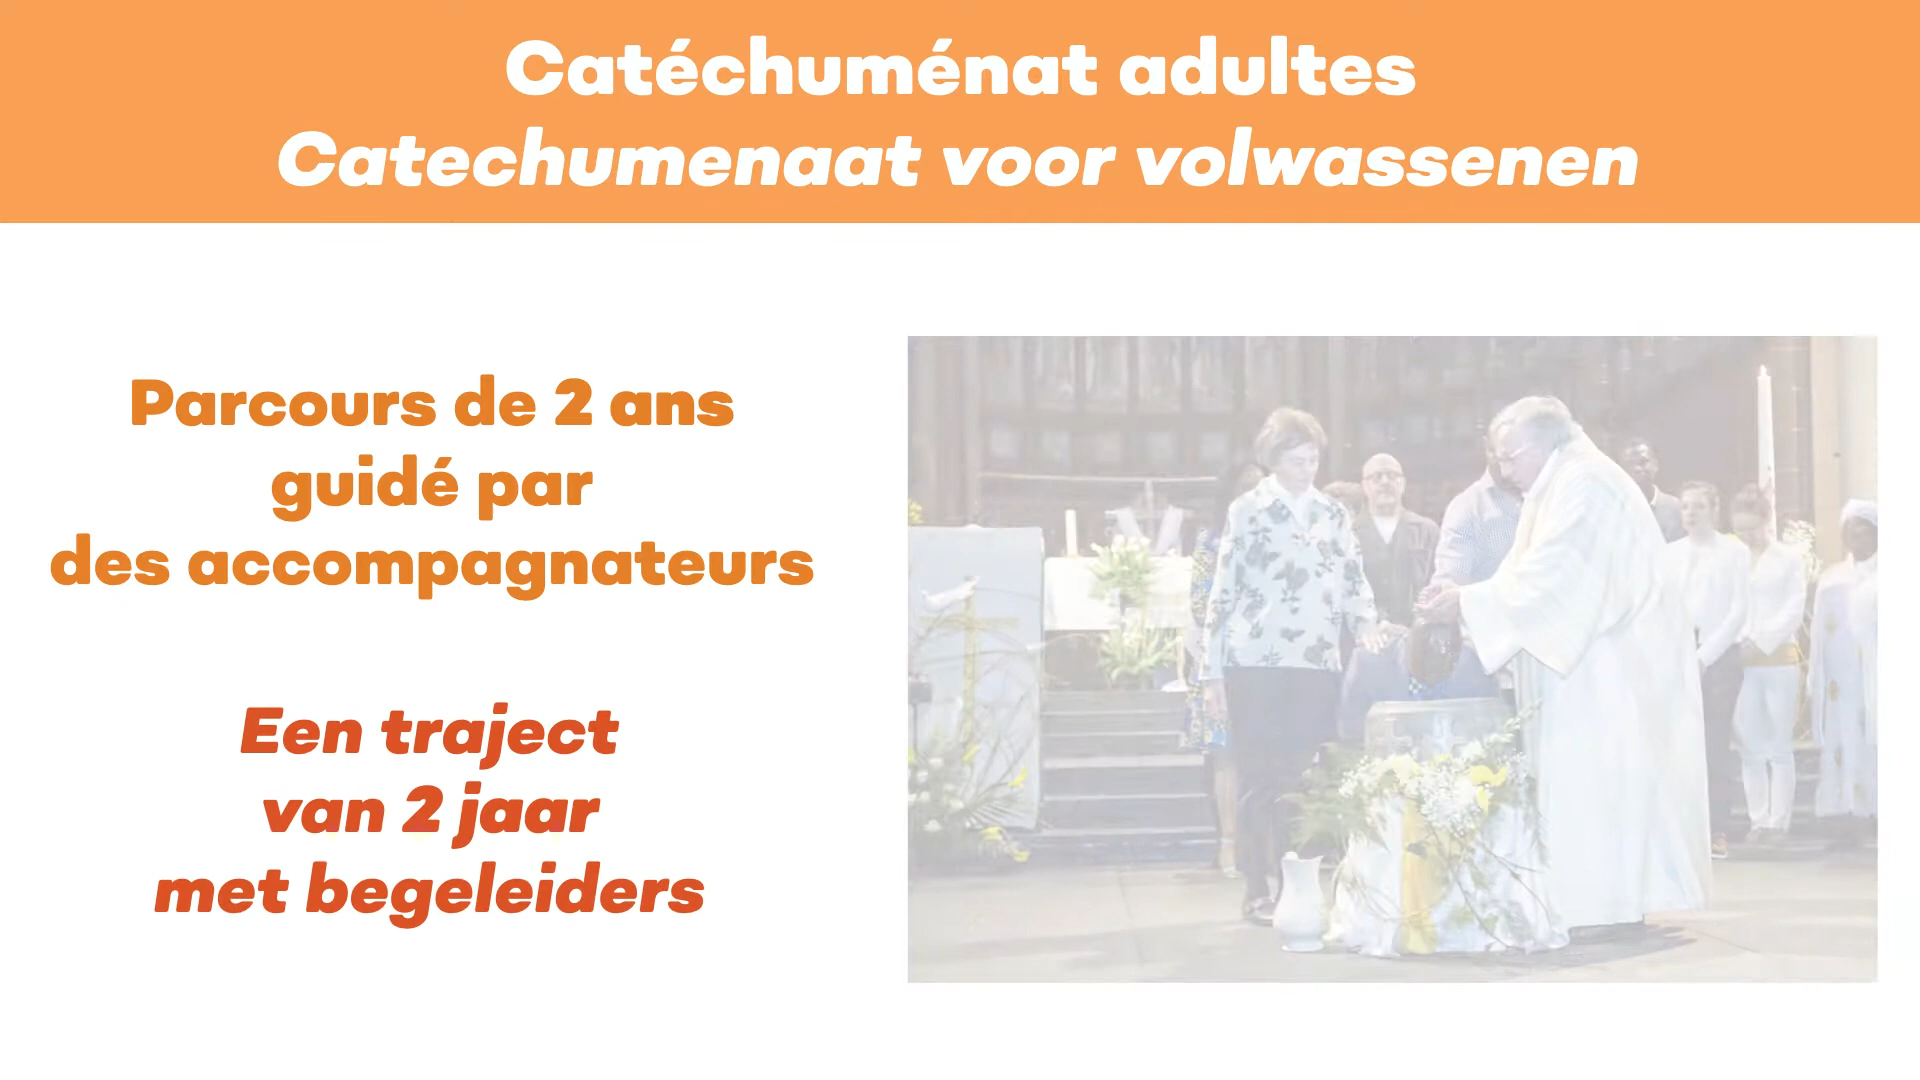 Catéchuménat adultes
Catechumenaat voor volwassenen
Parcours de 2 ans
guidé par
des accompagnateurs
Een traject
van 2 jaar
met begeleiders